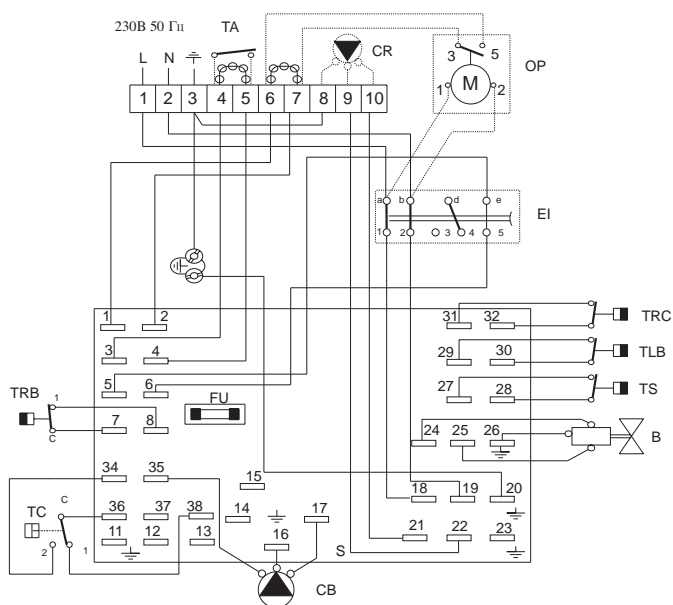 230В 50 Гц
TA
CR
3 5 OP
L N
1 M 2
1 2 3 4 5 6 7 8 9 10
a b d e
EI
1 2 3 4 5
1 2
3 4
5 6
FU
TRB
1
C
7 8
31 32 TRC
29 30 TLB
27 28 TS
24 25 26 B
34 35
15
18 19 20
TC
C
36 37 38
14
17
2 1
11 12 13
16
S
21 22 23
CB